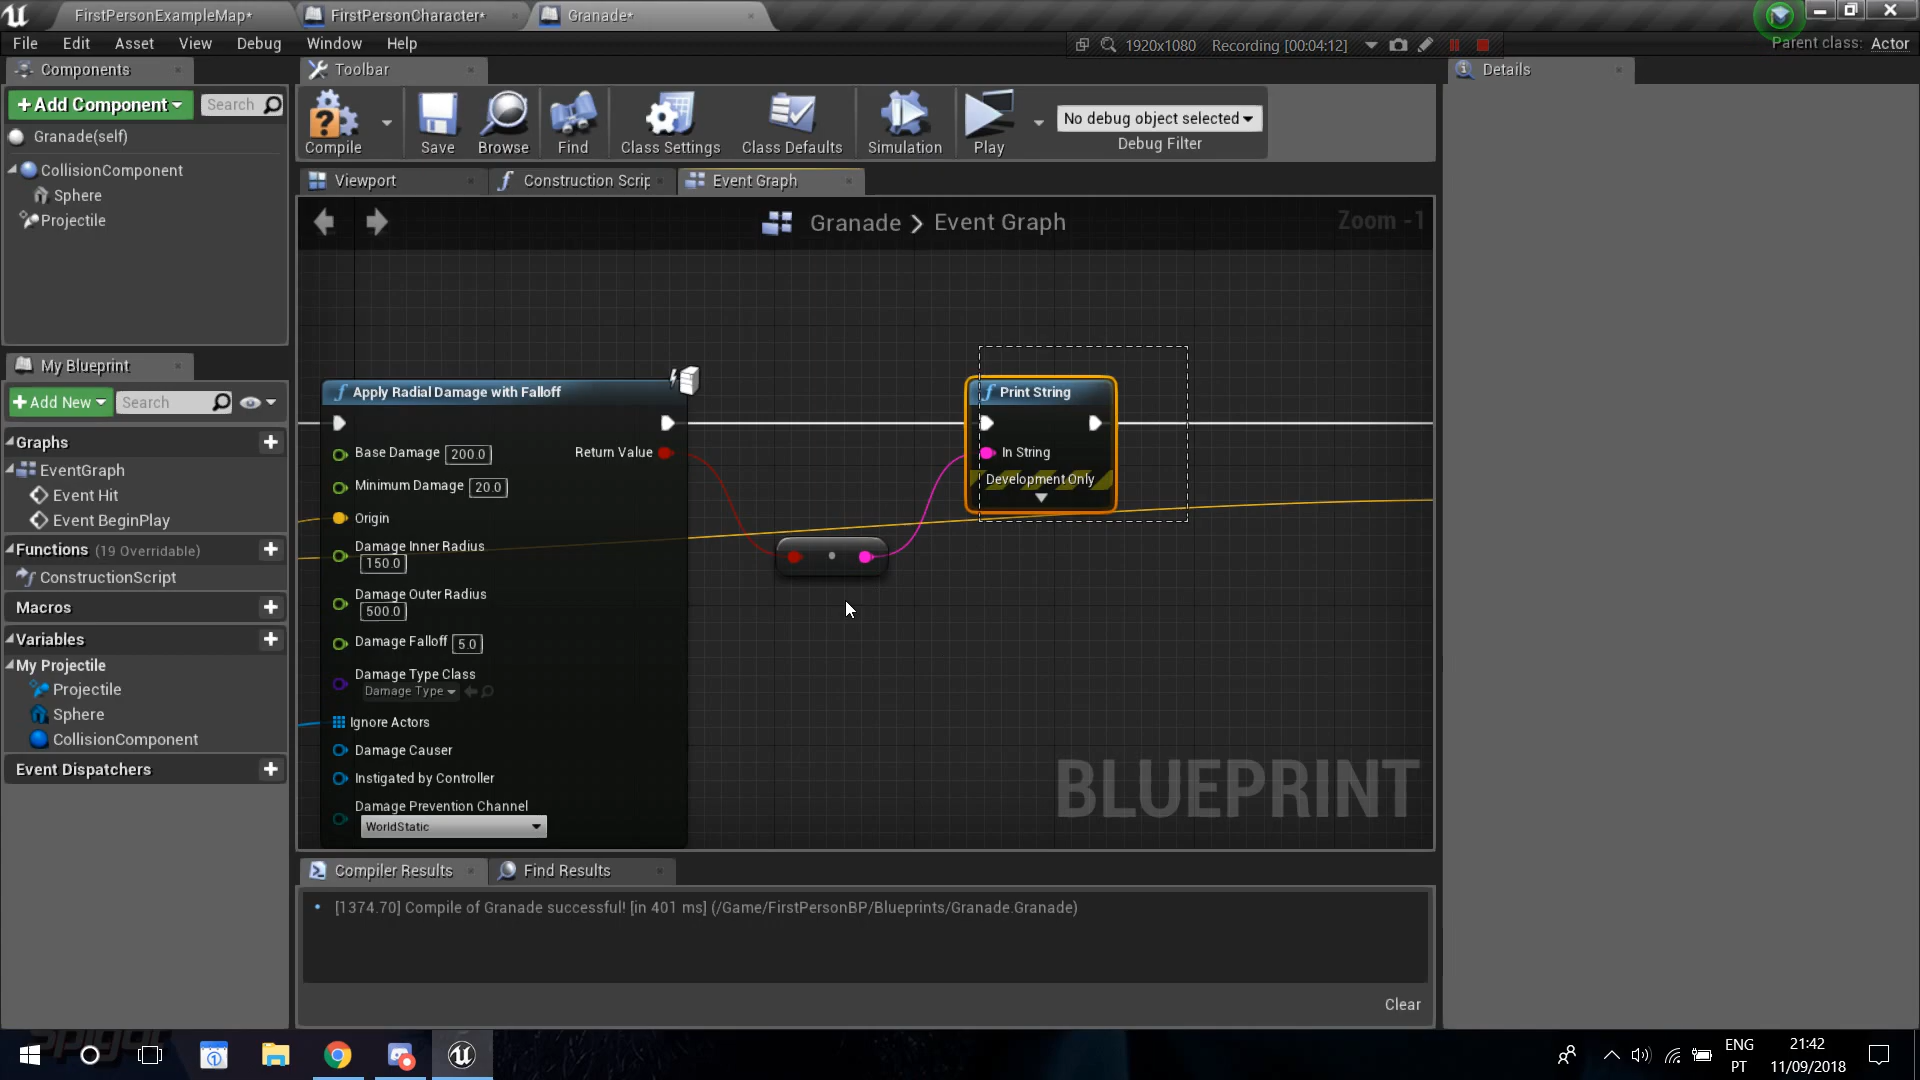 FirstPersonExampleMap*
FirstPersonCharacter*
Granade*
File Edit Asset View Debug Window Help
1920x1080 Recording [00:04:12]
Parent class: Actor
Components
Toolbar
Details
+Add Component
Search
Granade(self)
CollisionComponent
Sphere
Projectile
Compile
Save
Browse
Find
Class Settings
Class Defaults
Simulation
Play
No debug object selected
Debug Filter
Viewport
Construction Scrip
Event Graph
Granade > Event Graph
Zoom -1
My Blueprint
+Add New
Search
Graphs
EventGraph
Event Hit
Event BeginPlay
Functions (19 Overridable)
ConstructionScript
Macros
Variables
My Projectile
Projectile
Sphere
CollisionComponent
Event Dispatchers
Apply Radial Damage with Falloff
Base Damage 200.0
Return Value
Minimum Damage 20.0
Origin
Damage Inner Radius
150.0
Damage Outer Radius
500.0
Damage Falloff 5.0
Damage Type Class
Damage Type
Ignore Actors
Damage Causer
Instigated by Controller
Damage Prevention Channel
WorldStatic
Print String
In String
Development Only
BLUEPRINT
Compiler Results
Find Results
[1374.70] Compile of Granade successful! [in 401 ms] (/Game/FirstPersonBP/Blueprints/Granade.Granade)
Clear
ENG
PT
21:42
11/09/2018